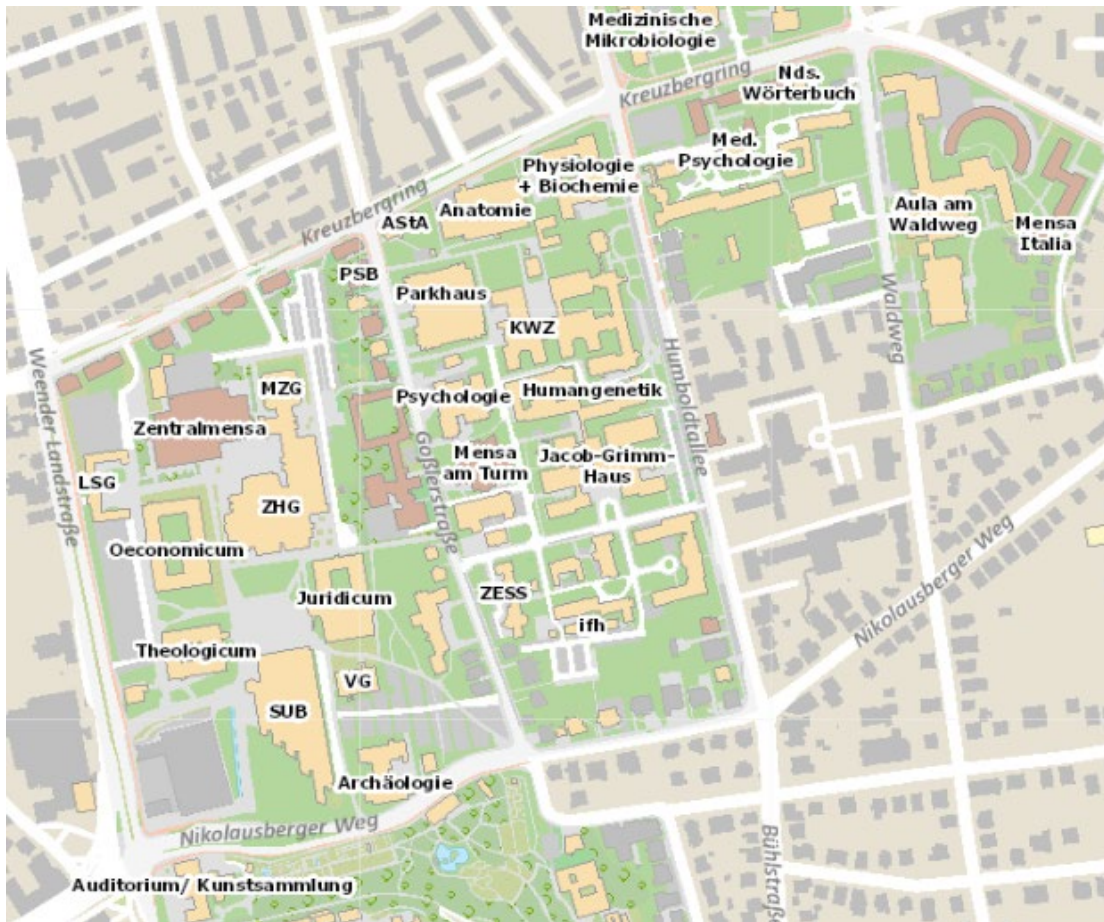 Medizinische
Mikrobiologie
Kreuzbergring
Nds.
Wörterbuch
Med.
Psychologie
Physiologie
+ Biochemie
Anatomie
AStA
Kreuzbergring
Aula am
Waldweg
Mensa
Italia
PSB
Parkhaus
KWZ
Waldweg
Humboldtallee
Weender Landstraße
MZG
Zentralmensa
Psychologie
Humangenetik
Goßlerstraße
Mensa
am Turm
Jacob-Grimm-
Haus
LSG
ZHG
Oeconomicum
Juridicum
ZESS
ifh
Nikolausberger Weg
Theologicum
VG
SUB
Archäologie
Nikolausberger Weg
Bühlstraße
Auditorium/ Kunstsammlung